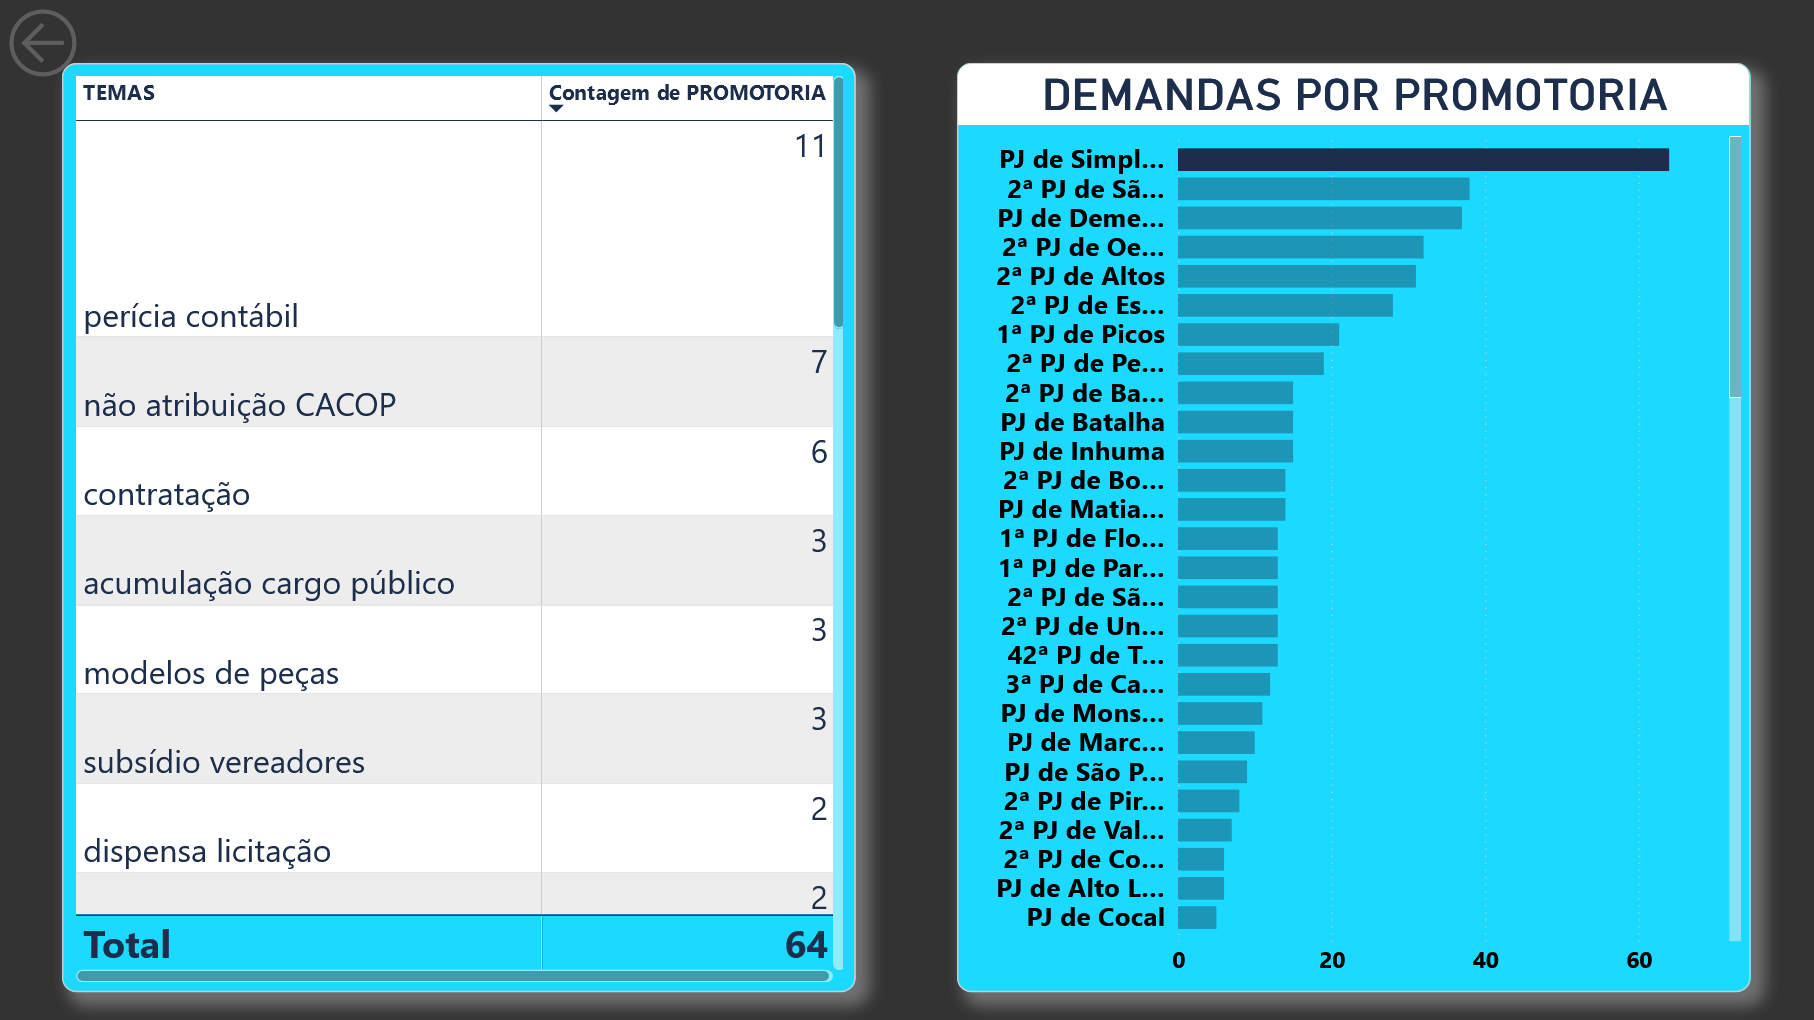 TEMAS
Contagem de PROMOTORIA
11
perícia contábil
7
não atribuição CACOP
6
contratação
3
acumulação cargo público
3
modelos de peças
3
subsídio vereadores
2
dispensa licitação
2
Total
64
DEMANDAS POR PROMOTORIA
PJ de Simpl...
2ª PJ de Sã...
PJ de Deme...
2ª PJ de Oe...
2ª PJ de Altos
2ª PJ de Es...
1ª PJ de Picos
2ª PJ de Pe...
2ª PJ de Ba...
PJ de Batalha
PJ de Inhuma
2ª PJ de Bo...
PJ de Matia...
1ª PJ de Flo...
1ª PJ de Par...
2ª PJ de Sã...
2ª PJ de Un...
42ª PJ de T...
3ª PJ de Ca...
PJ de Mons...
PJ de Marc...
PJ de São P...
2ª PJ de Pir...
2ª PJ de Val...
2ª PJ de Co...
PJ de Alto L...
PJ de Cocal
0 20 40 60